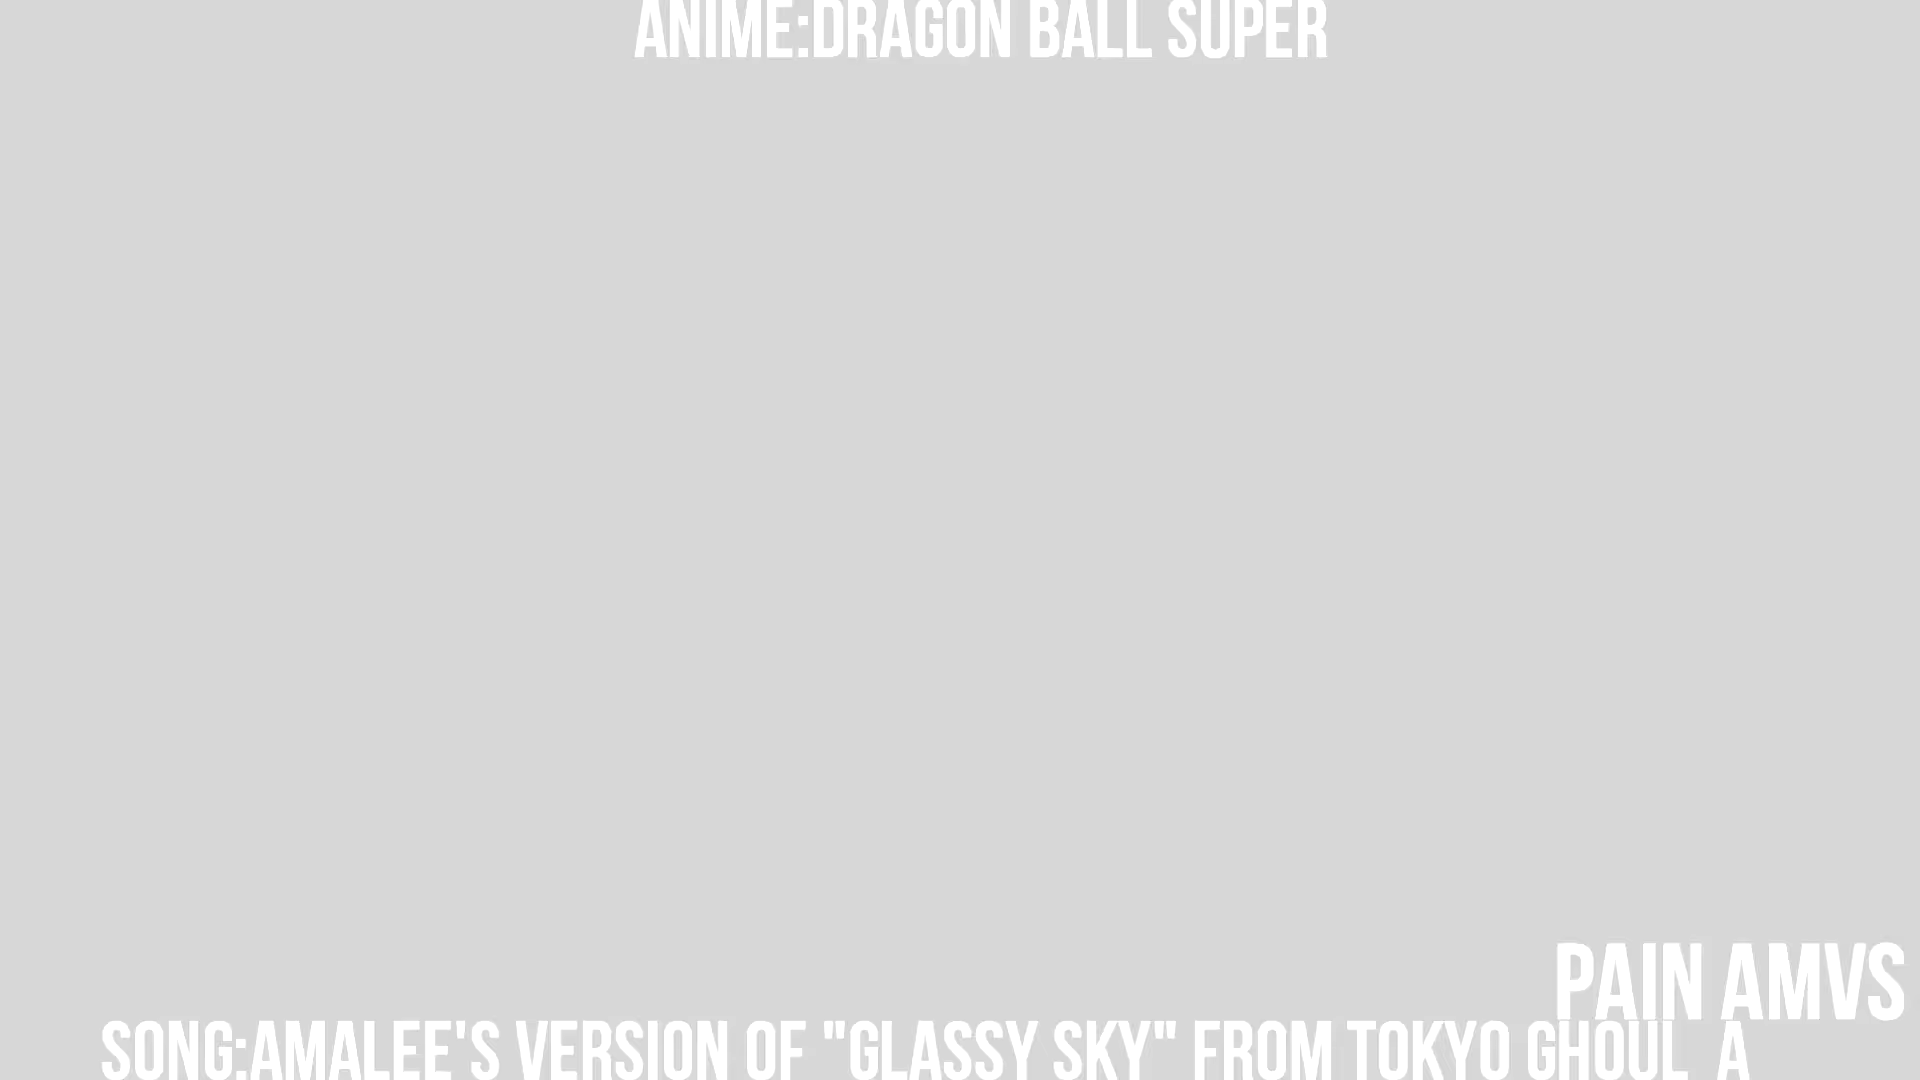 ANIME:DRAGON BALL SUPER
PAIN AMVS
SONG:AMALEE'S VERSION OF "GLASSY SKY" FROM TOKYO GHOUL A